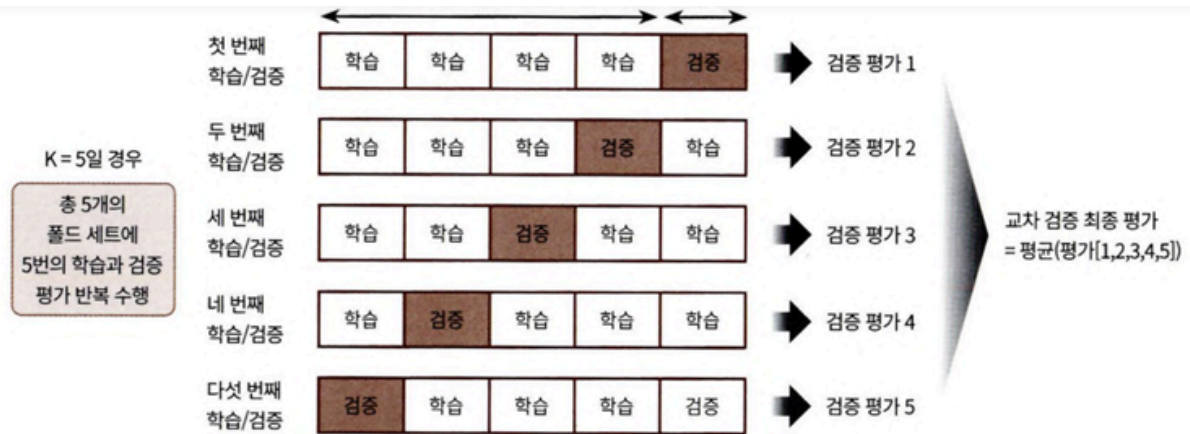 K = 5일 경우
총 5개의
폴드 세트에
5번의 학습과 검증
평가 반복 수행
첫 번째
학습/검증
학습 학습 학습 학습 검증
검증 평가 1
두 번째
학습/검증
학습 학습 학습 검증 학습
검증 평가 2
세 번째
학습/검증
학습 학습 검증 학습 학습
검증 평가 3
네 번째
학습/검증
학습 검증 학습 학습 학습
검증 평가 4
다섯 번째
학습/검증
검증 학습 학습 학습 검증
검증 평가 5
교차 검증 최종 평가
= 평균(평가[1,2,3,4,5])